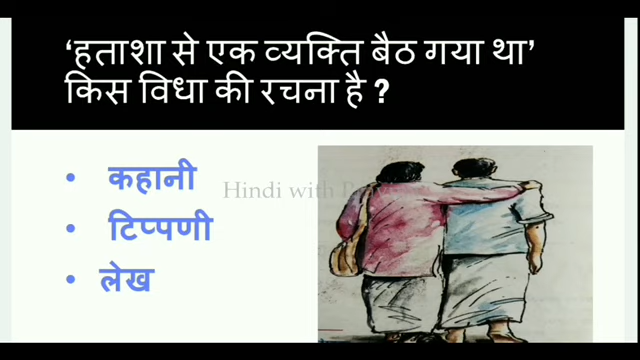 ‘हताशा से एक व्यक्ति बैठ गया था’
किस विधा की रचना है ?
• कहानी
• टिप्पणी
• लेख
Hindi with